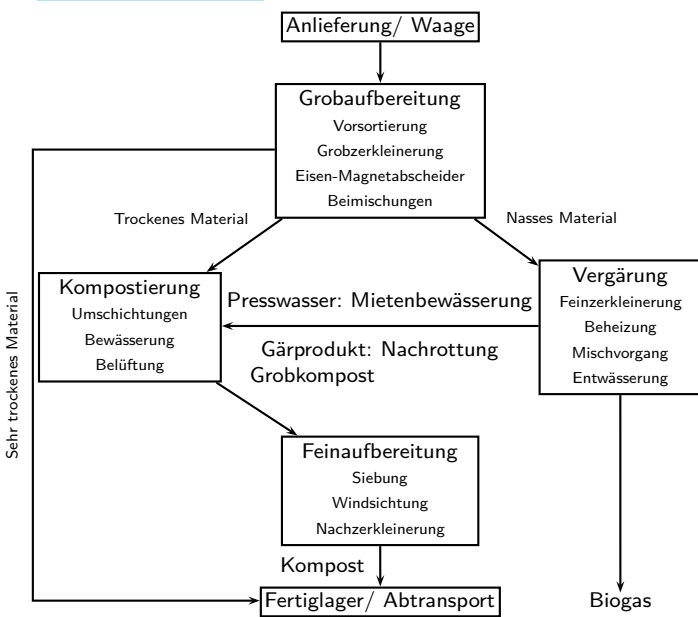 Anlieferung/ Waage
Grobaufbereitung
Vorsortierung
Grobzerkleinerung
Eisen-Magnetabscheider
Beimischungen
Trockenes Material
Nasses Material
Kompostierung
Umschichtungen
Bewässerung
Belüftung
Presswasser: Mietenbewässerung
Gärprodukt: Nachrottung
Vergärung
Feinzerkleinerung
Beheizung
Mischvorgang
Entwässerung
Sehr trockenes Material
Grobkompost
Feinaufbereitung
Siebung
Windsichtung
Nachzerkleinerung
Kompost
Fertiglager/ Abtransport
Biogas